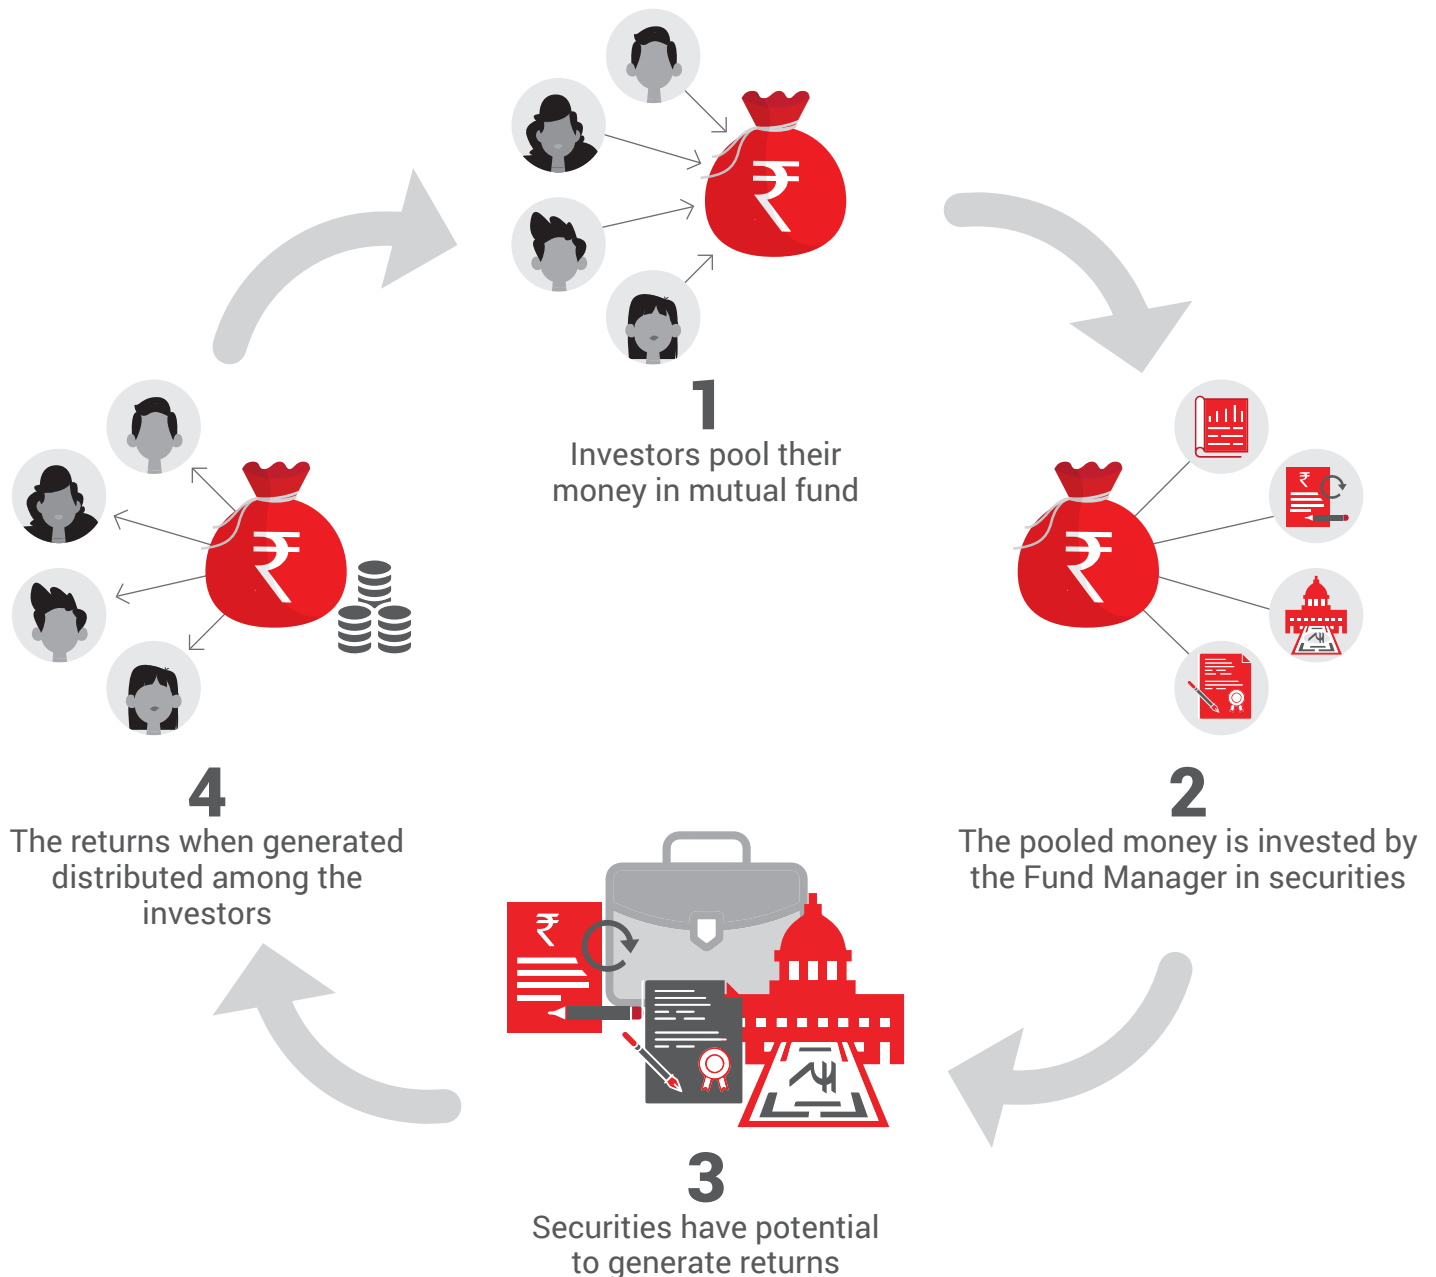 ₹
1
Investors pool their
money in mutual fund
₹
₹
2
The pooled money is invested by
the Fund Manager in securities
₹
3
Securities have potential
to generate returns
₹
4
The returns when generated
distributed among the
investors